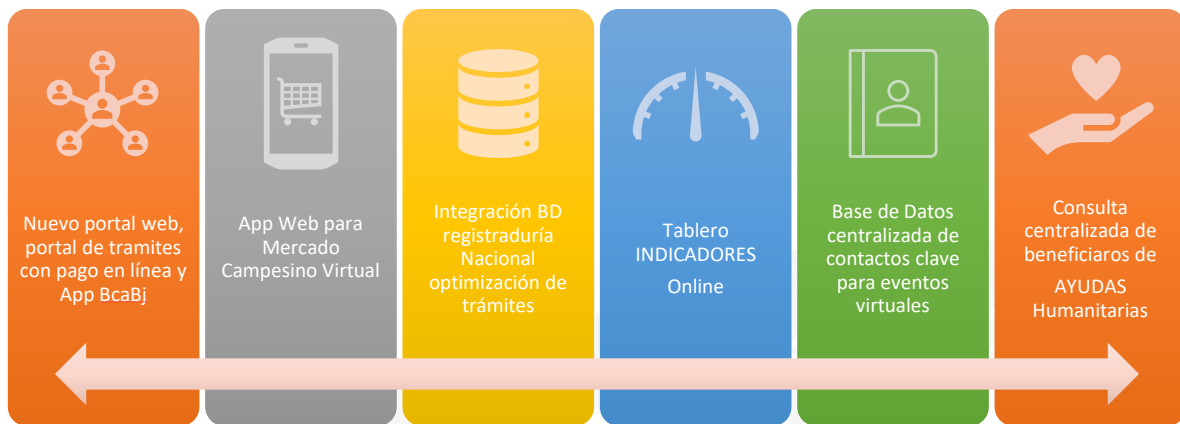 Nuevo portal web,
portal de tramites
con pago en línea y
App BcaBj
App Web para
Mercado
Campesino Virtual
Integración BD
registraduría
Nacional
optimización de
trámites
Tablero
INDICADORES
Online
Base de Datos
centralizada de
contactos clave
para eventos
virtuales
Consulta
centralizada de
beneficiaros de
AYUDAS
Humanitarias